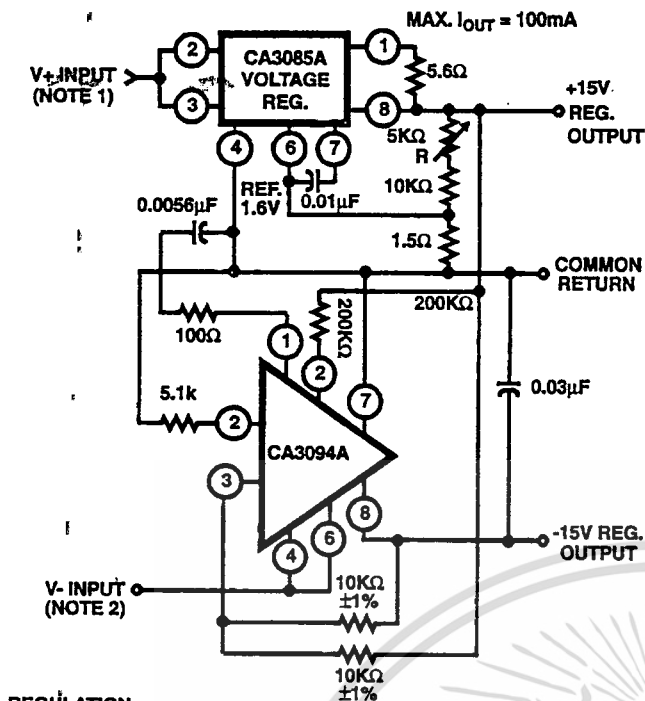 MAX. IOUT = 100mA
V+ INPUT
(NOTE 1)
2
3
CA3085A
VOLTAGE
REG.
1
8
5.6Ω
+15V
REG.
OUTPUT
4
6
7
5KΩ
R
REF.
1.6V
0.01μF
10KΩ
0.0056μF
1.5Ω
COMMON
RETURN
100Ω
1
200KΩ
200KΩ
2
7
0.03μF
5.1k
2
CA3094A
3
8
4
6
-15V REG.
OUTPUT
V- INPUT
(NOTE 2)
10KΩ
±1%
10KΩ
±1%
REGULATION